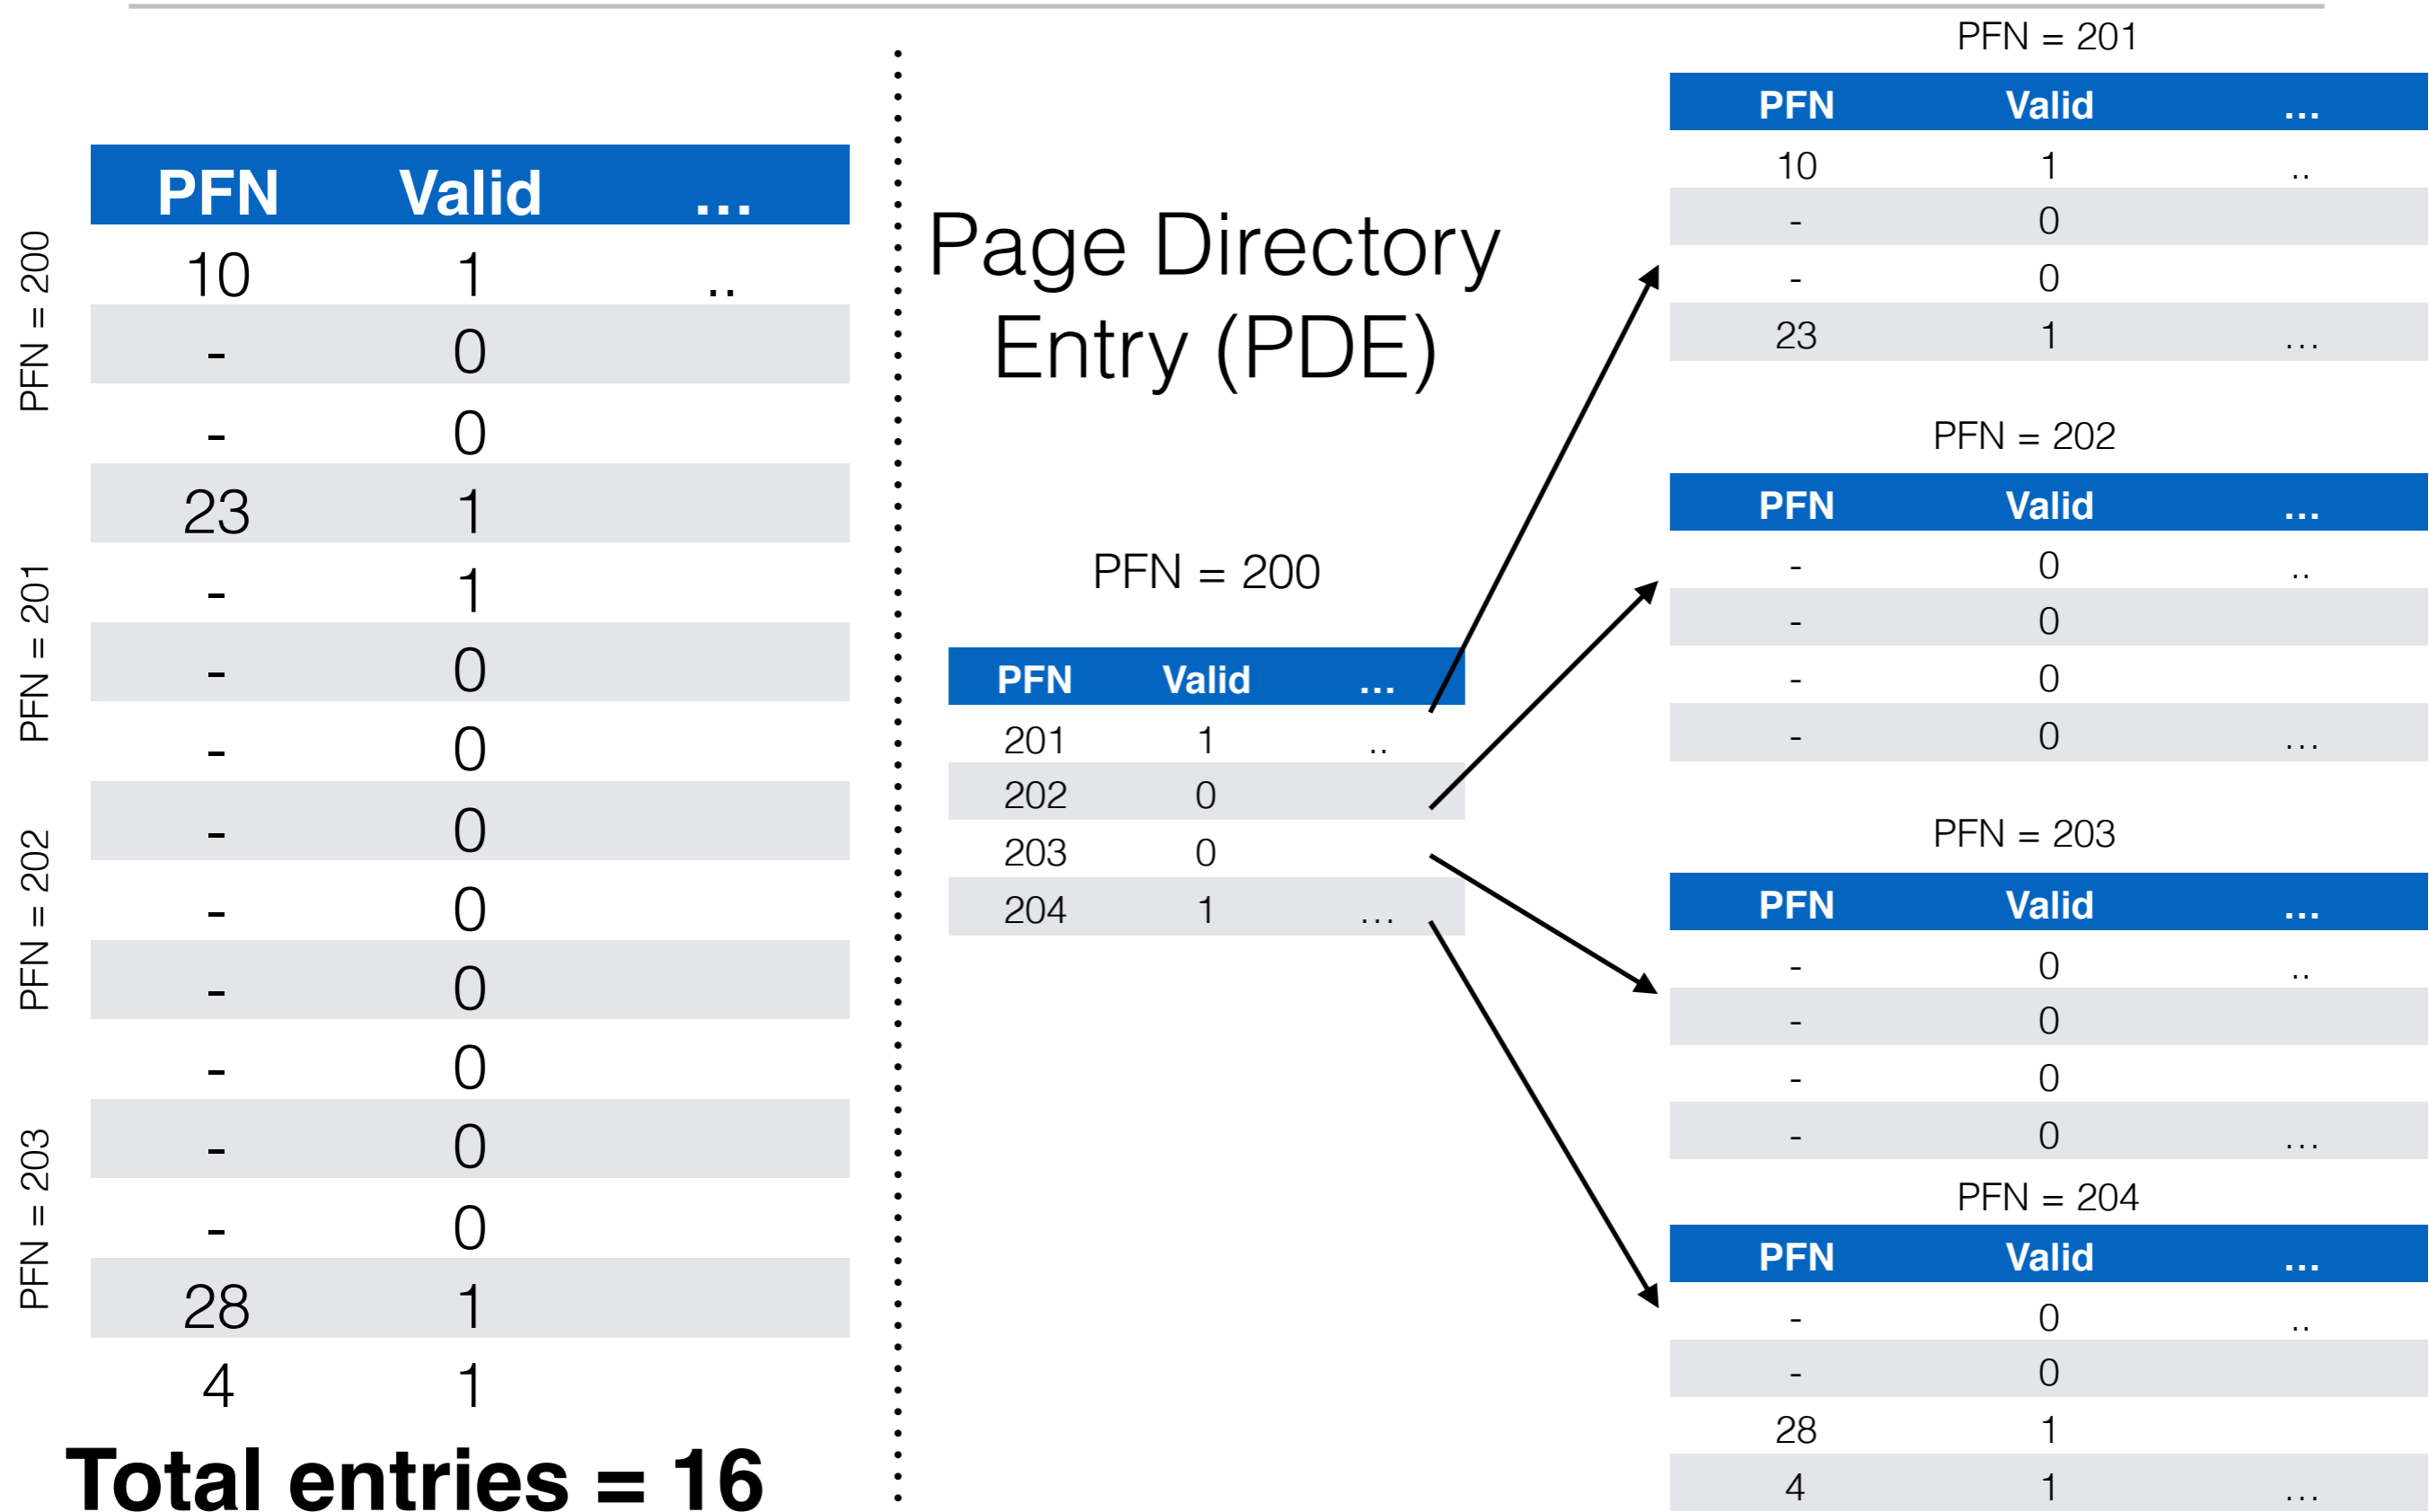 PFN Valid ...
10 1 ..
- 0
- 0
23 1
- 1
- 0
- 0
- 0
- 0
- 0
- 0
- 0
- 0
28 1
4 1
PFN = 200
PFN = 201
PFN = 202
PFN = 203
Total entries = 16
Page Directory
Entry (PDE)
PFN = 200
PFN Valid ...
201 1 ..
202 0
203 0
204 1 ...
PFN = 201
PFN Valid ...
10 1 ..
- 0
- 0
23 1 ...
PFN = 202
PFN Valid ...
- 0 ..
- 0
- 0
- 0 ...
PFN = 203
PFN Valid ...
- 0 ..
- 0
- 0
- 0 ...
PFN = 204
PFN Valid ...
- 0 ..
- 0
28 1
4 1 ...